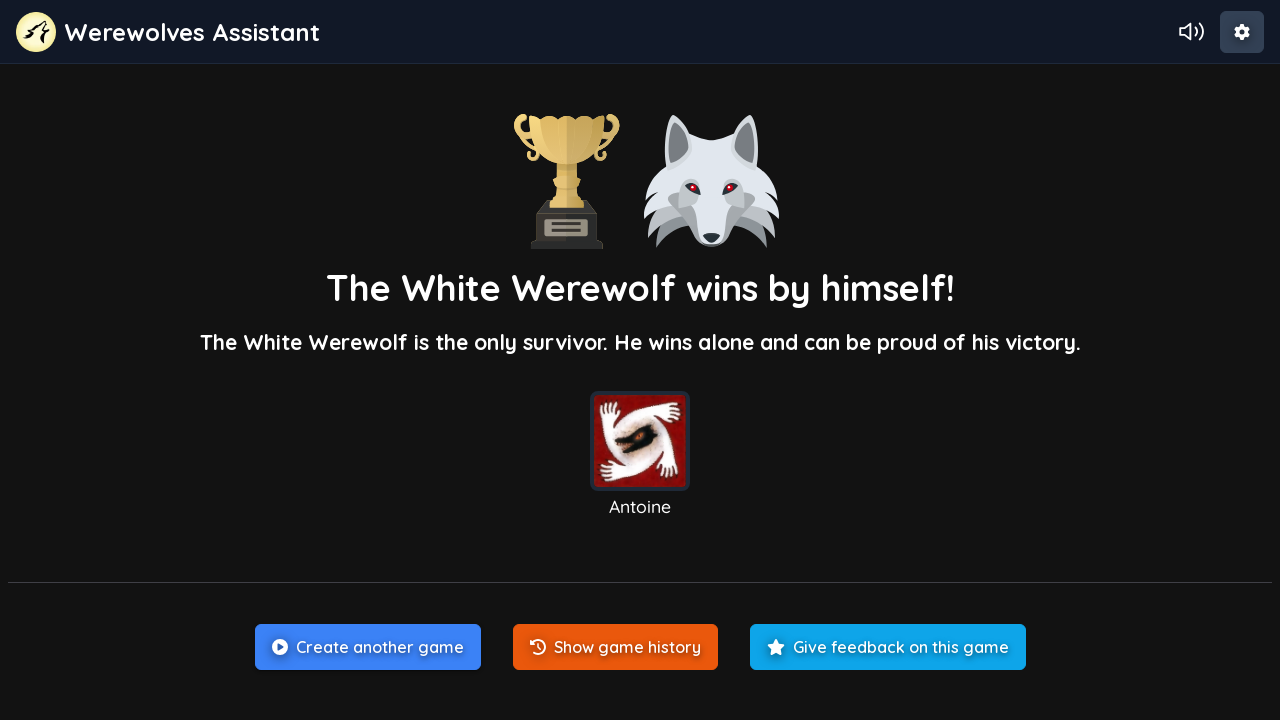 Werewolves Assistant
The White Werewolf wins by himself!
The White Werewolf is the only survivor. He wins alone and can be proud of his victory.
Antoine
Create another game
Show game history
Give feedback on this game